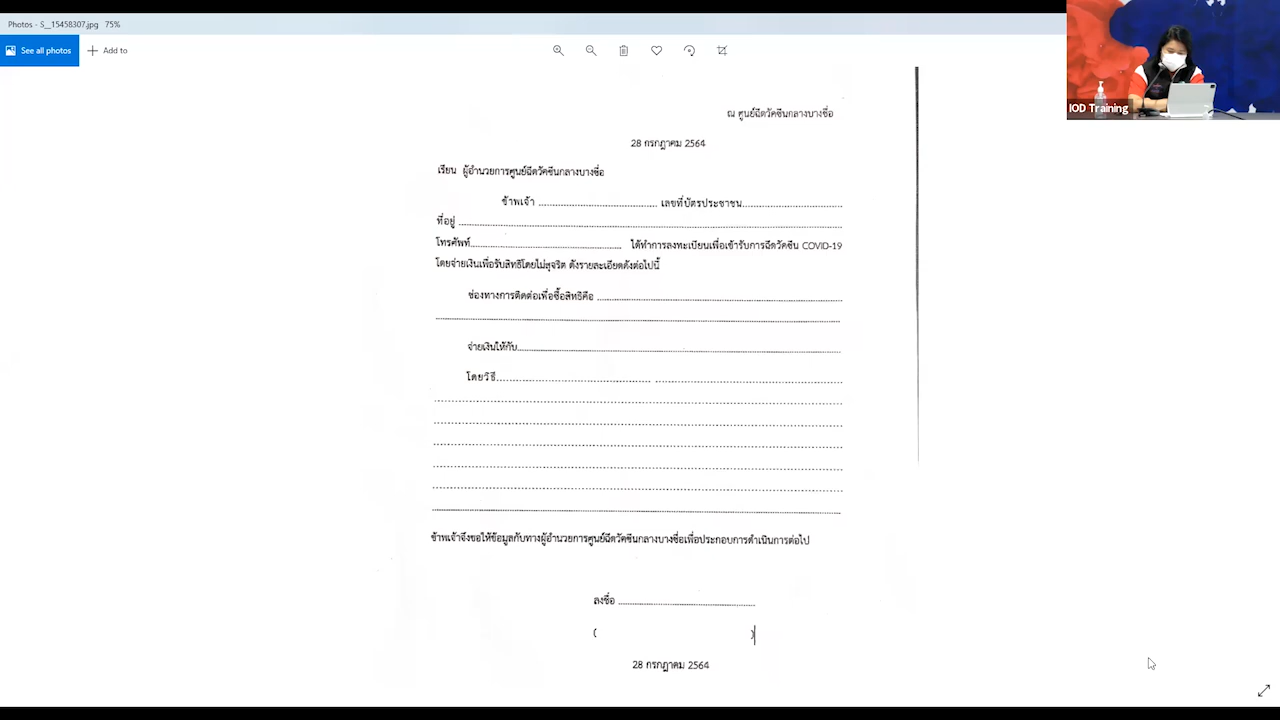 Photos - S__15458307.jpg 75%
See all photos
Add to
IOD Training
ณ ศูนย์ฉีดวัคซีนกลางบางซื่อ
28 กรกฎาคม 2564
เรียน ผู้อำนวยการศูนย์ฉีดวัคซีนกลางบางซื่อ
ข้าพเจ้า ........................................ เลขที่บัตรประชาชน..................................
ที่อยู่ ................................................................................................................................
โทรศัพท์.................................................... ได้ทำการลงทะเบียนเพื่อเข้ารับการฉีดวัคซีน COVID-19
โดยจ่ายเงินเพื่อรับสิทธิโดยไม่สุจริต ดังรายละเอียดดังต่อไปนี้
ช่องทางการติดต่อเพื่อซื้อสิทธิคือ ..................................................................................
จ่ายเงินให้กับ............................................................................................................
โดยวิธี....................................................................................................................
ข้าพเจ้าจึงขอให้ข้อมูลกับทางผู้อำนวยการศูนย์ฉีดวัคซีนกลางบางซื่อเพื่อประกอบการดำเนินการต่อไป
ลงชื่อ ..............................................
( )
28 กรกฎาคม 2564